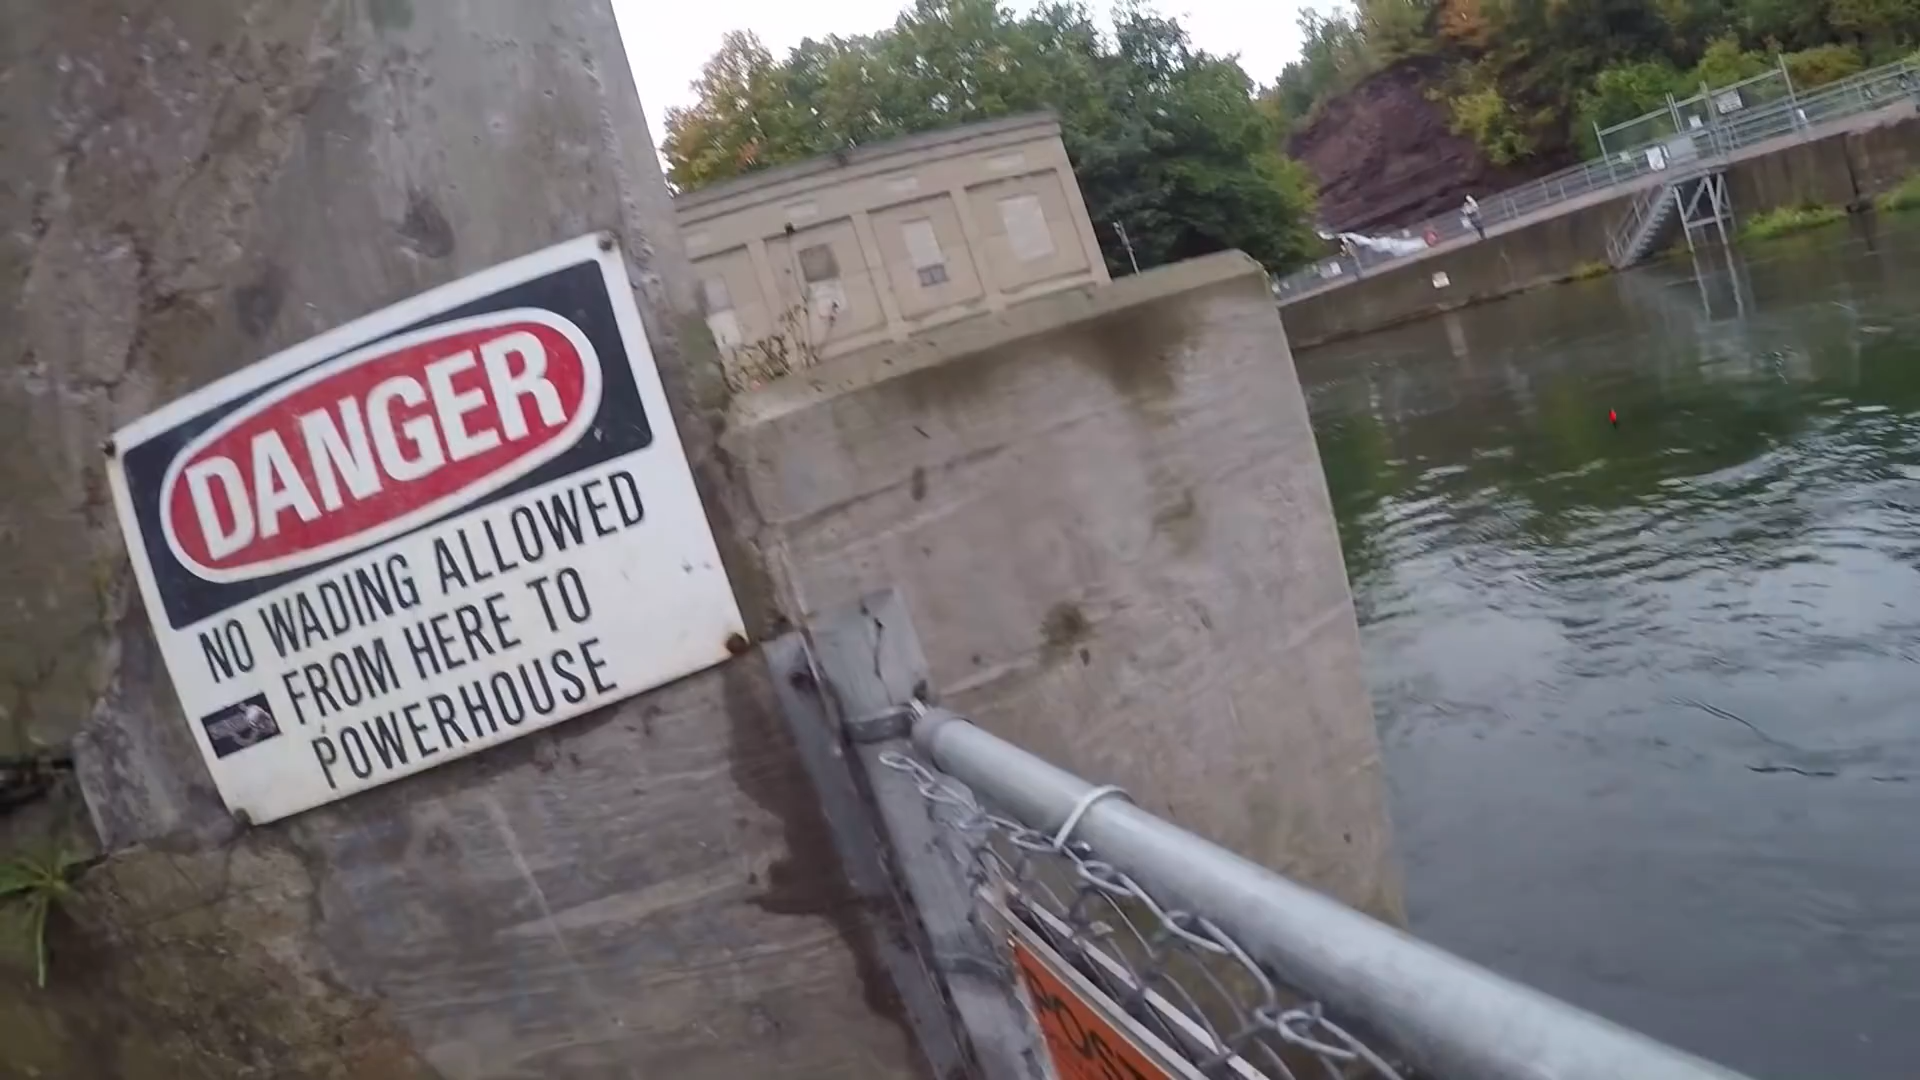 DANGER
NO WADING ALLOWED
FROM HERE TO
POWERHOUSE